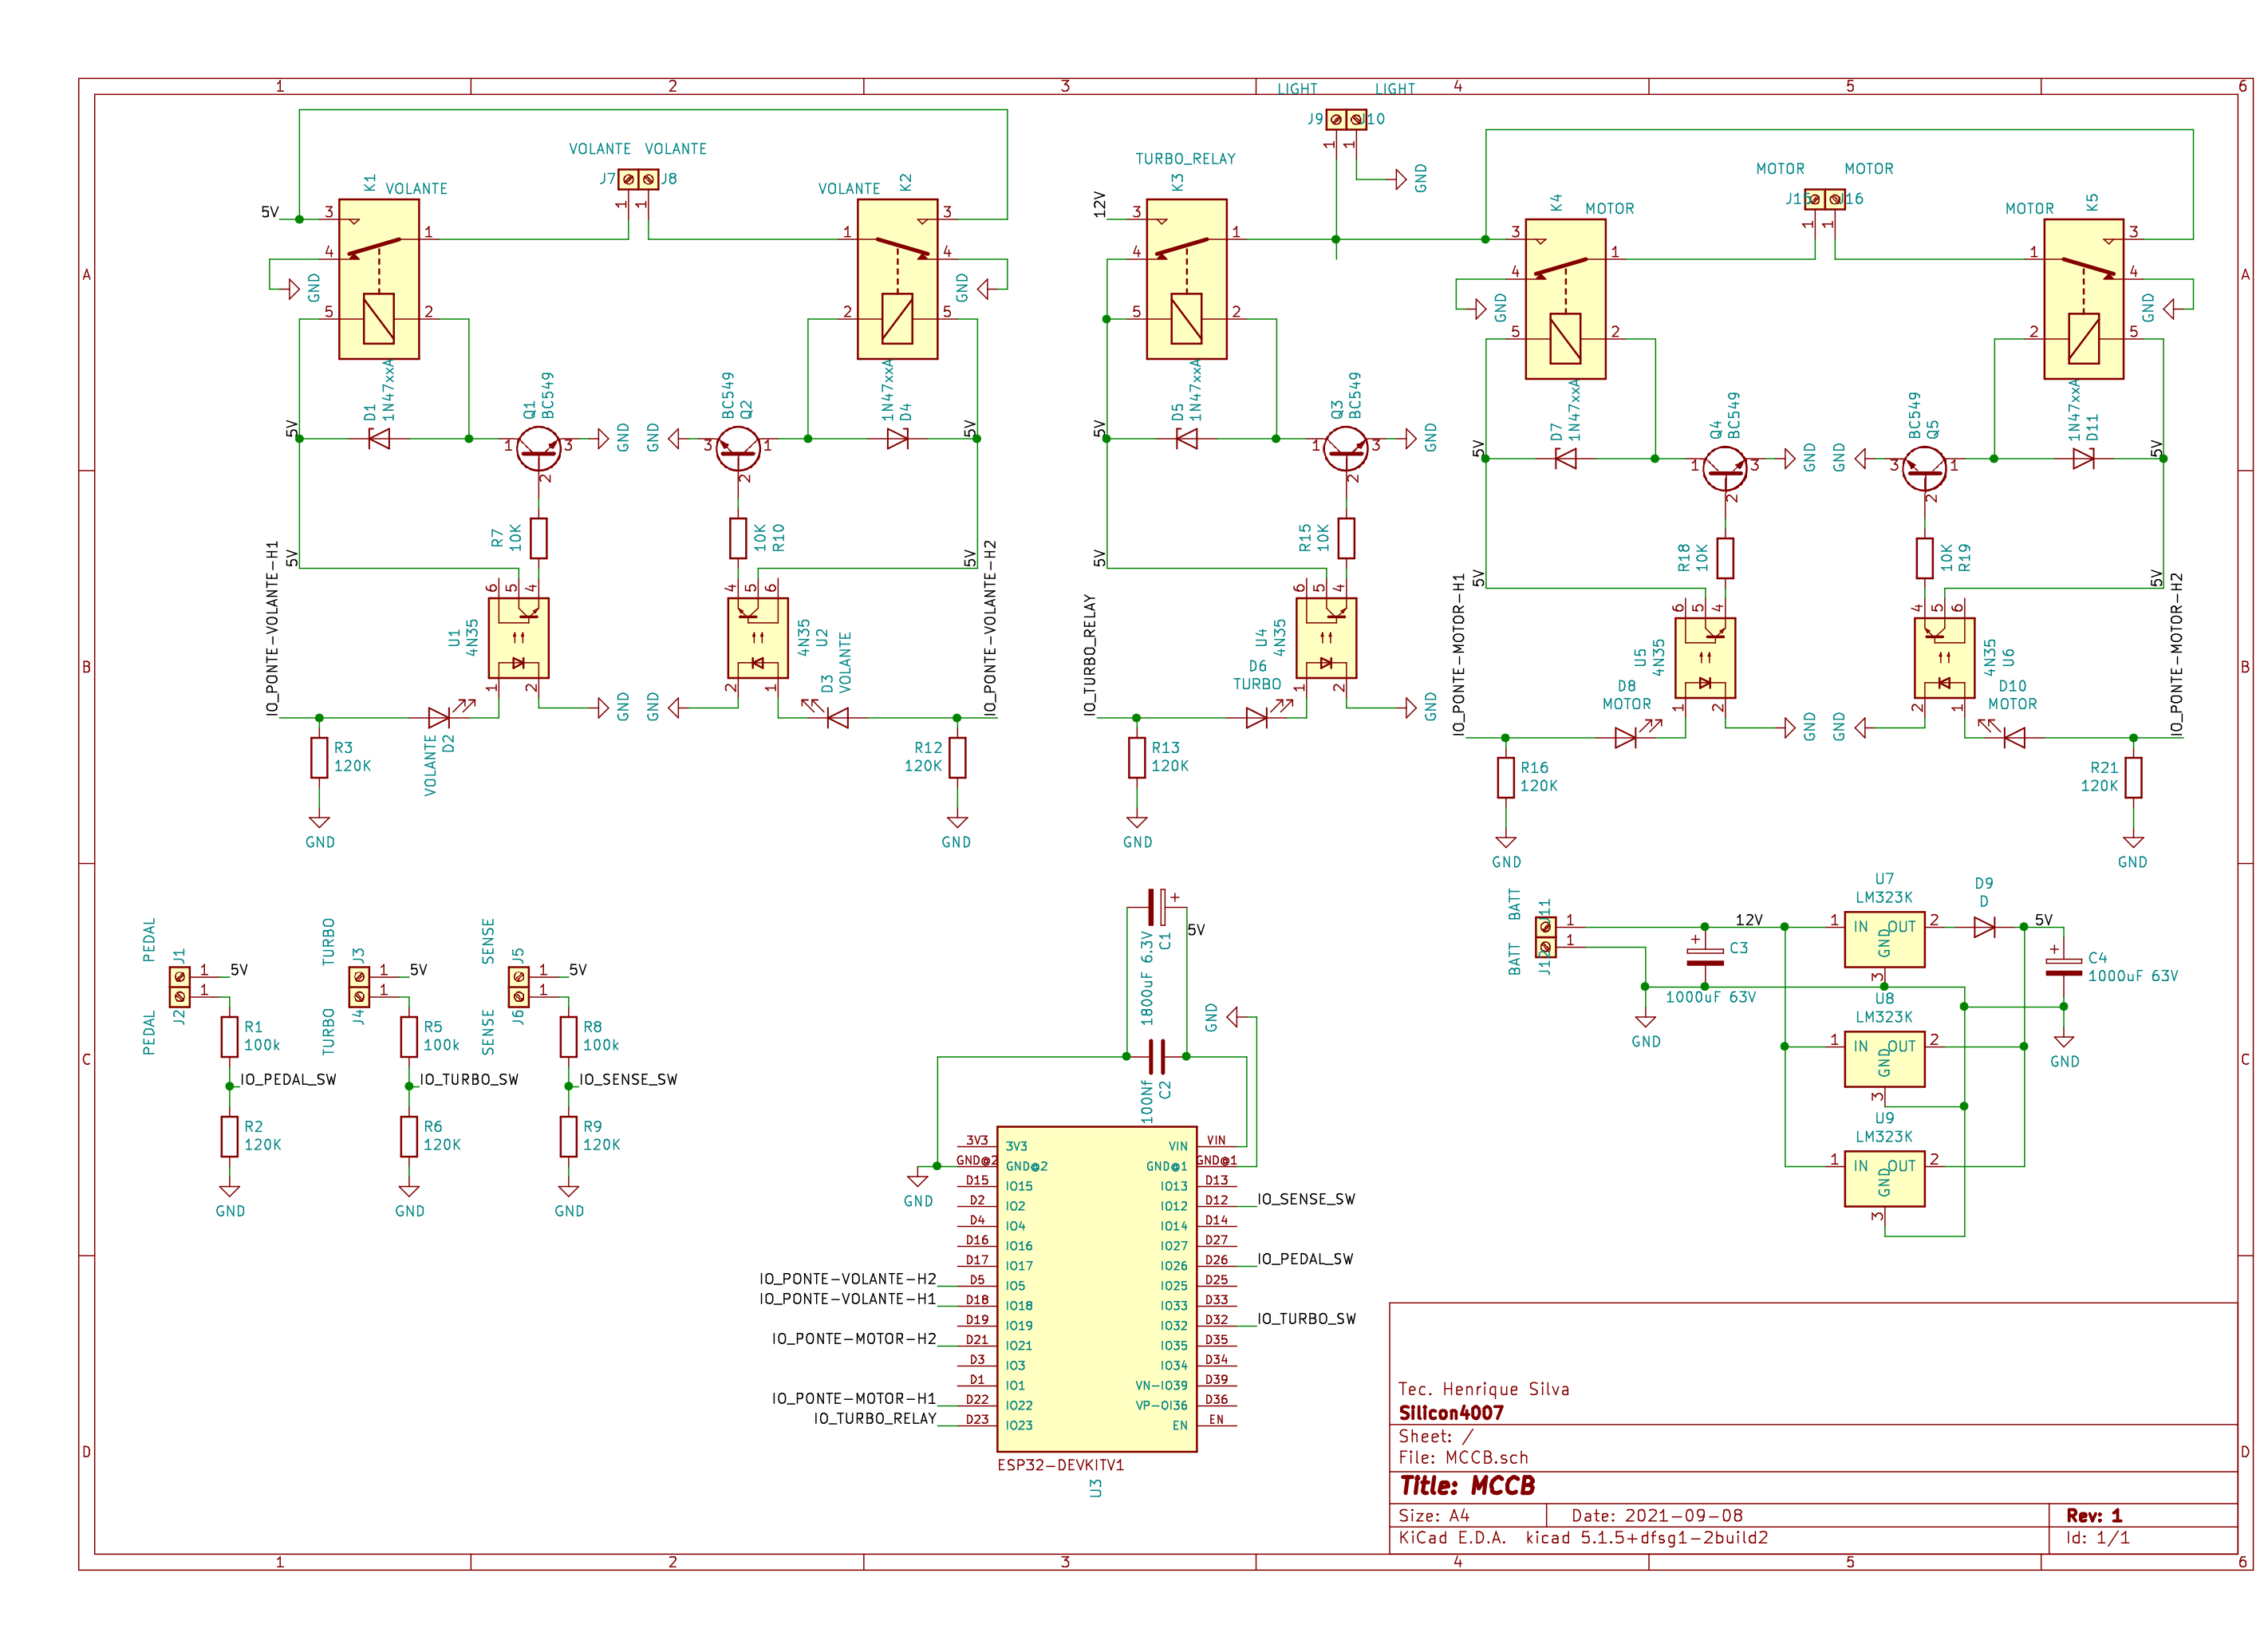 1 2 3 4 5 6
A A
B B
C C
D D
K1
VOLANTE
5V
3
1
4
GND
5
2
VOLANTE VOLANTE
J7
J8
1
1
VOLANTE
K2
3
1
4
GND
2
5
1N47xxA
D1
5V
Q1
BC549
1
3
2
GND
BC549
Q2
GND
3
1
2
1N47xxA
D4
5V
R7
10K
10K
R10
5V
5V
IO_PONTE-VOLANTE-H1
IO_PONTE-VOLANTE-H2
6 5 4
U1
4N35
1 2
GND
4 5 6
4N35
U2
2 1
GND
D3
VOLANTE
VOLANTE
D2
R3
120K
GND
R12
120K
GND
TURBO_RELAY
K3
12V
3
1
4
5
2
LIGHT LIGHT
J9
J10
1
1
GND
D5
1N47xxA
5V
Q3
BC549
1
3
2
GND
R15
10K
5V
IO_TURBO_RELAY
6 5 4
U4
4N35
1 2
GND
D6
TURBO
R13
120K
GND
K4
MOTOR
3
1
4
GND
5
2
MOTOR MOTOR
J15
J16
1
1
MOTOR
K5
3
1
4
GND
2
5
D7
1N47xxA
5V
Q4
BC549
1
3
2
GND
BC549
Q5
GND
3
1
2
1N47xxA
D11
5V
R18
10K
10K
R19
5V
5V
IO_PONTE-MOTOR-H1
IO_PONTE-MOTOR-H2
6 5 4
U5
4N35
1 2
GND
4 5 6
4N35
U6
2 1
GND
D8
MOTOR
D10
MOTOR
R16
120K
GND
R21
120K
GND
PEDAL
J1
1
5V
1
J2
PEDAL
R1
100k
IO_PEDAL_SW
R2
120K
GND
TURBO
J3
1
5V
1
J4
TURBO
R5
100k
IO_TURBO_SW
R6
120K
GND
SENSE
J5
1
5V
1
J6
SENSE
R8
100k
IO_SENSE_SW
R9
120K
GND
1800uF 6.3V
C1
5V
GND
100Nf
C2
GND
3V3 3V3 VIN VIN
GND@2 GND@2 GND@1 GND@1
D15 IO15 IO13 D13
D2 IO2 IO12 D12 IO_SENSE_SW
D4 IO4 IO14 D14
D16 IO16 IO27 D27
D17 IO17 IO26 D26 IO_PEDAL_SW
IO_PONTE-VOLANTE-H2 D5 IO5 IO25 D25
IO_PONTE-VOLANTE-H1 D18 IO18 IO33 D33
D19 IO19 IO32 D32 IO_TURBO_SW
IO_PONTE-MOTOR-H2 D21 IO21 IO35 D35
D3 IO3 IO34 D34
D1 IO1 VN-IO39 D39
IO_PONTE-MOTOR-H1 D22 IO22 VP-OI36 D36
IO_TURBO_RELAY D23 IO23 EN EN
ESP32-DEVKITV1
U3
BATT
J11
1
1
J12
BATT
12V
C3
1000uF 63V
GND
U7
LM323K
1 IN OUT 2
GND
3
D9
D
5V
C4
1000uF 63V
GND
U8
LM323K
1 IN OUT 2
GND
3
U9
LM323K
1 IN OUT 2
GND
3
Tec. Henrique Silva
Silicon4007
Sheet: /
File: MCCB.sch
Title: MCCB
Size: A4 Date: 2021-09-08 Rev: 1
KiCad E.D.A. kicad 5.1.5+dfsg1-2build2 Id: 1/1
1 2 3 4 5 6